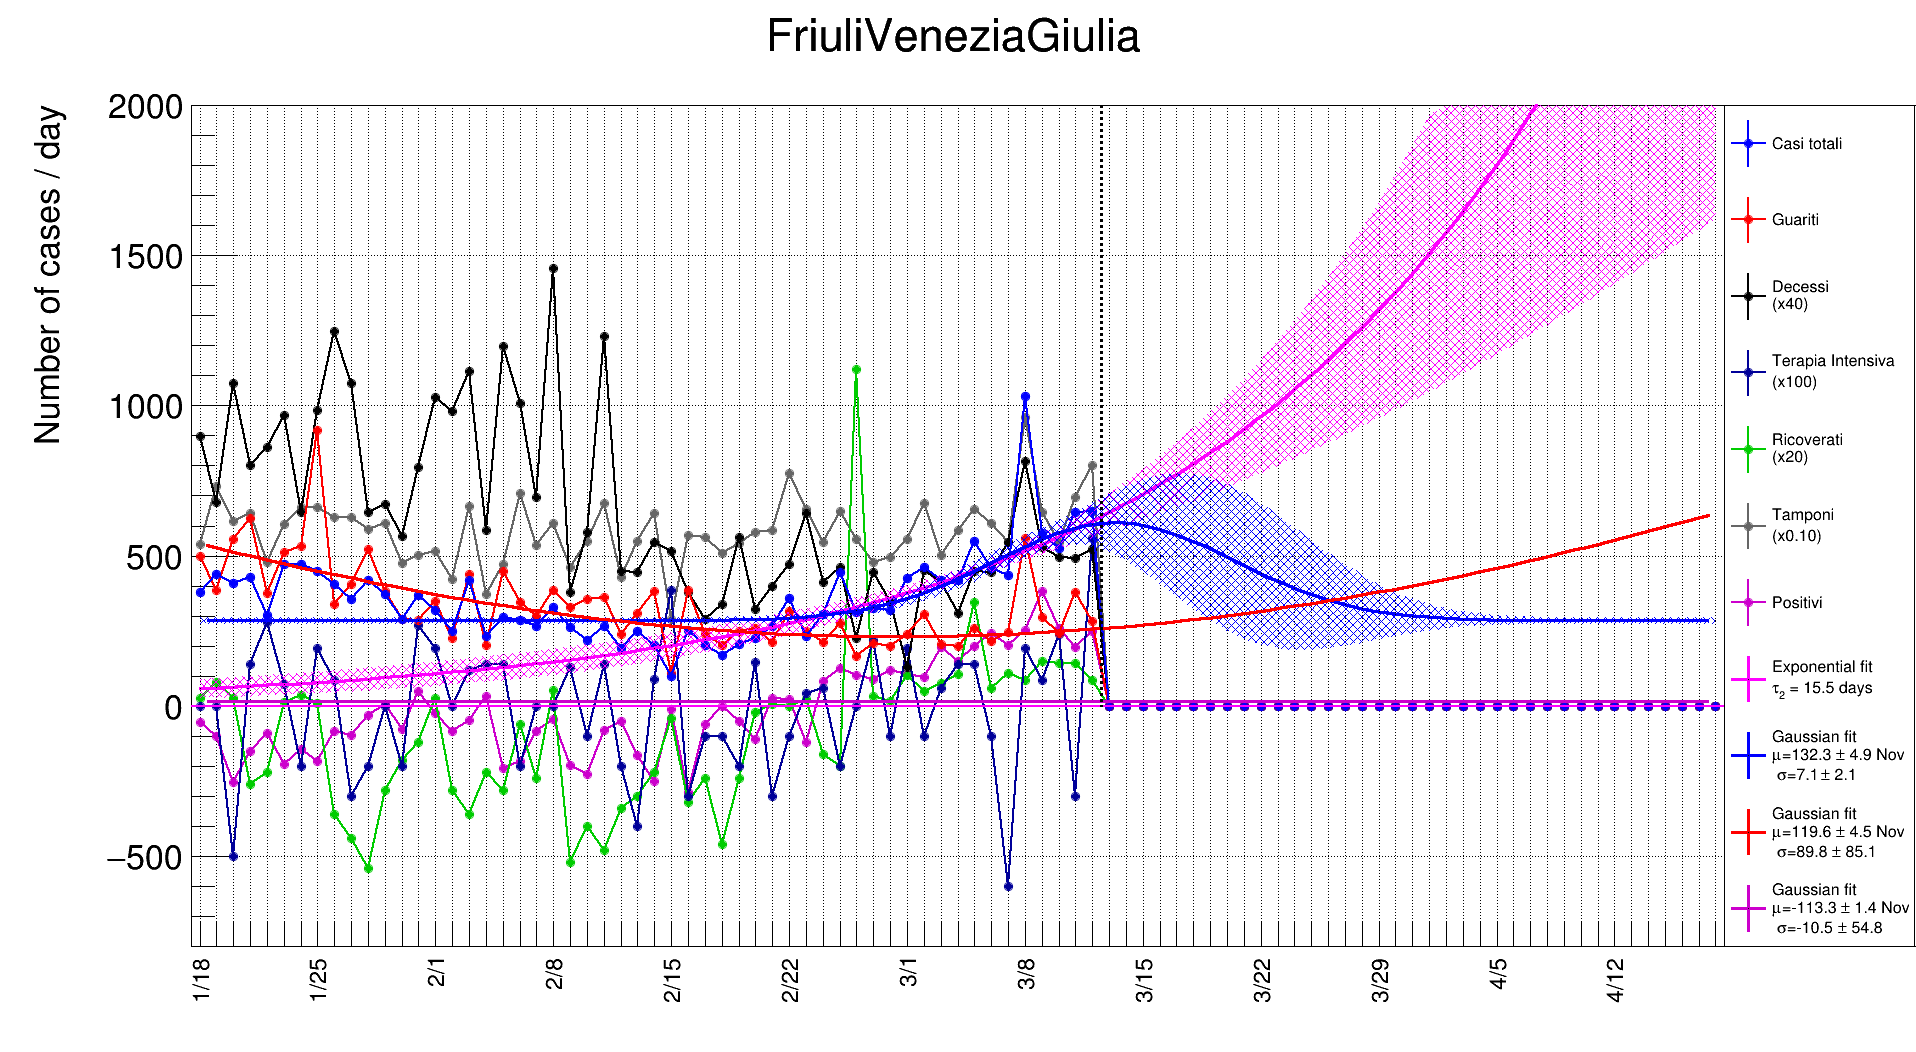 FriuliVeneziaGiulia
Number of cases / day
2000
1500
1000
500
0
−500
1/18
1/25
2/1
2/8
2/15
2/22
3/1
3/8
3/15
3/22
3/29
4/5
4/12
Casi totali
Guariti
Decessi
(x40)
Terapia Intensiva
(x100)
Ricoverati
(x20)
Tamponi
(x0.10)
Positivi
Exponential fit
τ₂ = 15.5 days
Gaussian fit
μ=132.3 ± 4.9 Nov
σ=7.1 ± 2.1
Gaussian fit
μ=119.6 ± 4.5 Nov
σ=89.8 ± 85.1
Gaussian fit
μ=-113.3 ± 1.4 Nov
σ=-10.5 ± 54.8